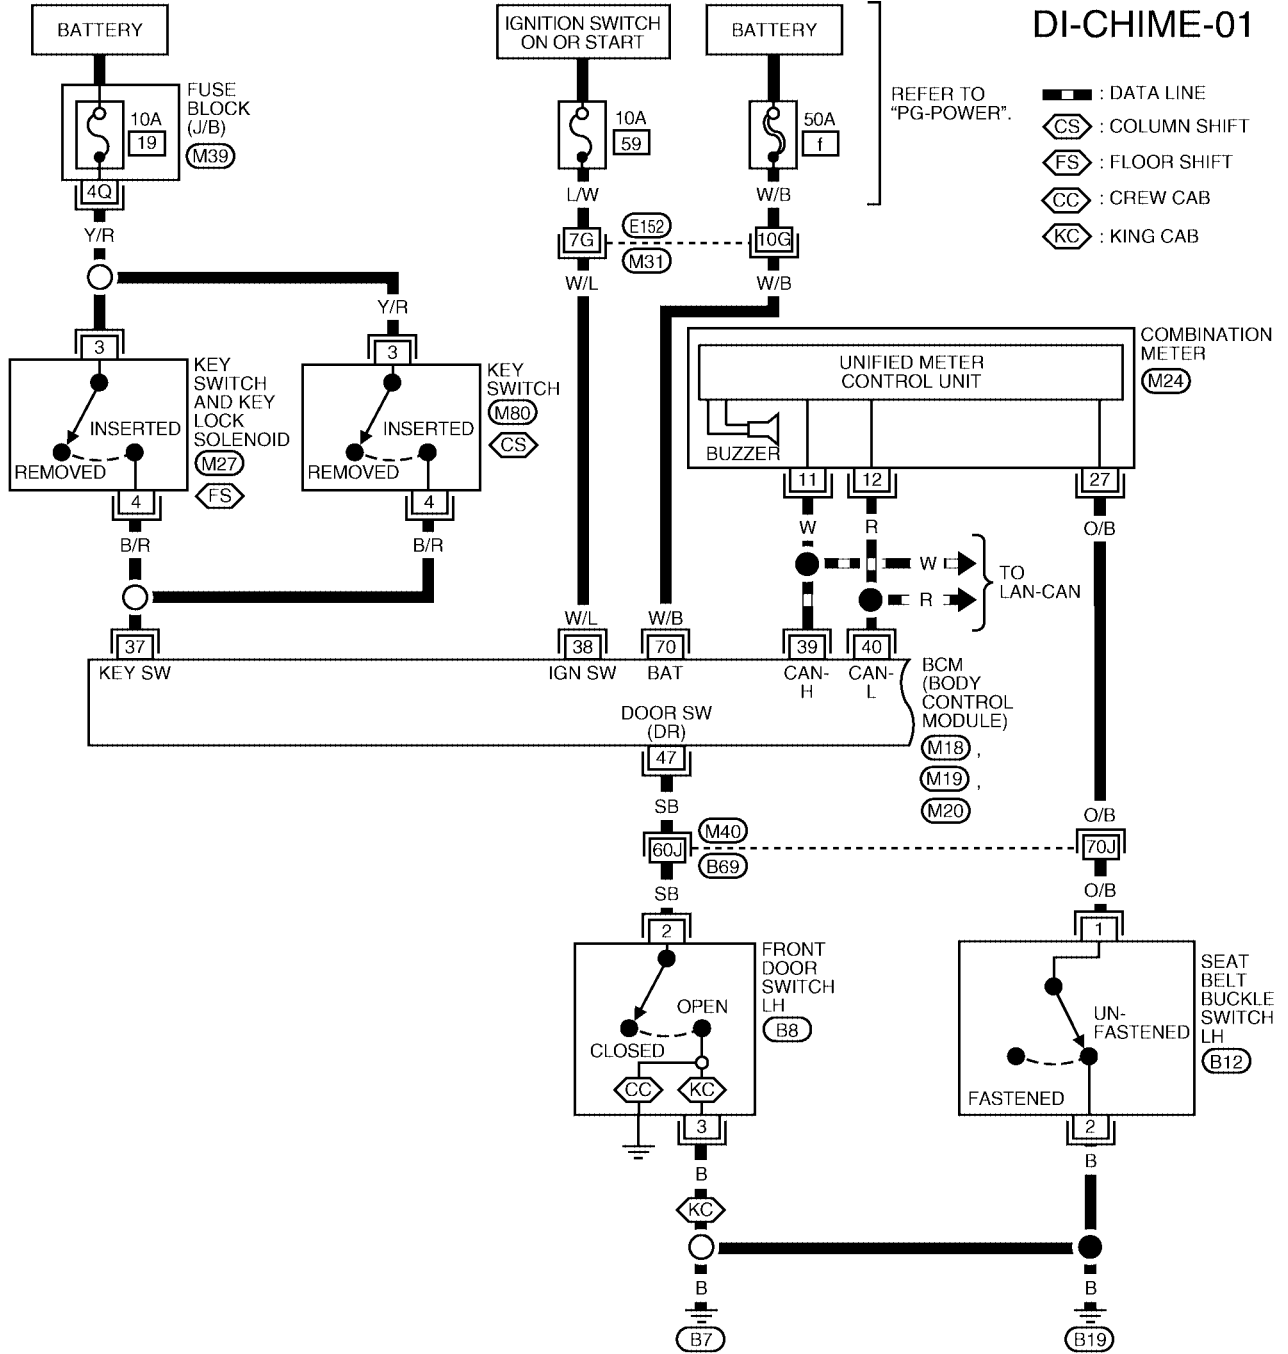 DI-CHIME-01
BATTERY
IGNITION SWITCH
ON OR START
BATTERY
REFER TO
"PG-POWER".
: DATA LINE
CS : COLUMN SHIFT
FS : FLOOR SHIFT
CC : CREW CAB
KC : KING CAB
FUSE
BLOCK
(J/B)
M39
10A
19
10A
59
50A
f
4Q
Y/R
L/W
W/B
7G
E152
M31
10G
W/L
W/B
Y/R
3
3
KEY
SWITCH
AND KEY
LOCK
SOLENOID
M27
FS
INSERTED
REMOVED
KEY
SWITCH
M80
CS
INSERTED
REMOVED
COMBINATION
METER
M24
UNIFIED METER
CONTROL UNIT
BUZZER
4
4
11
12
27
B/R
B/R
W
R
O/B
W
R
TO
LAN-CAN
W/L
W/B
37
38
70
39
40
KEY SW
IGN SW
BAT
CAN-
H
CAN-
L
BCM
(BODY
CONTROL
MODULE)
M18 ,
M19 ,
M20
DOOR SW
(DR)
47
SB
O/B
60J
M40
B69
70J
SB
O/B
2
1
FRONT
DOOR
SWITCH
LH
B8
OPEN
CLOSED
CC
KC
SEAT
BELT
BUCKLE
SWITCH
LH
B12
UN-
FASTENED
FASTENED
3
2
B
B
KC
B
B
B7
B19